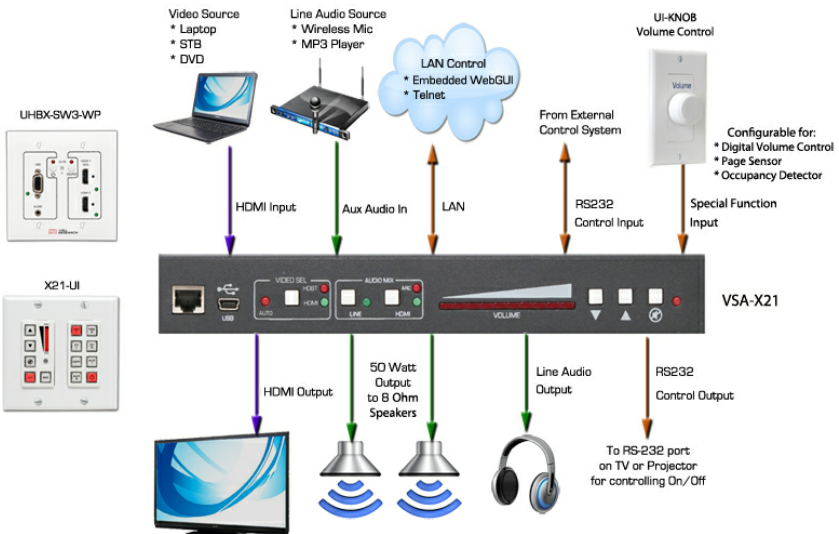 Video Source
* Laptop
* STB
* DVD
Line Audio Source
* Wireless Mic
* MP3 Player
LAN Control
* Embedded WebGUI
* Telnet
From External
Control System
UI-KNOB
Volume Control
Volume
Configurable for:
* Digital Volume Control
* Page Sensor
* Occupancy Detector
UHBX-SW3-WP
HDMI Input
Aux Audio In
LAN
RS232
Control Input
Special Function
Input
X21-UI
VIDEO SEL
HDBT
HDMI
AUTO
USB
AUDIO MIX
MIC
LINE
HDMI
VOLUME
VSA-X21
HDMI Output
50 Watt
Output
to 8 Ohm
Speakers
Line Audio
Output
RS232
Control Output
To RS-232 port
on TV or Projector
for controlling On/Off